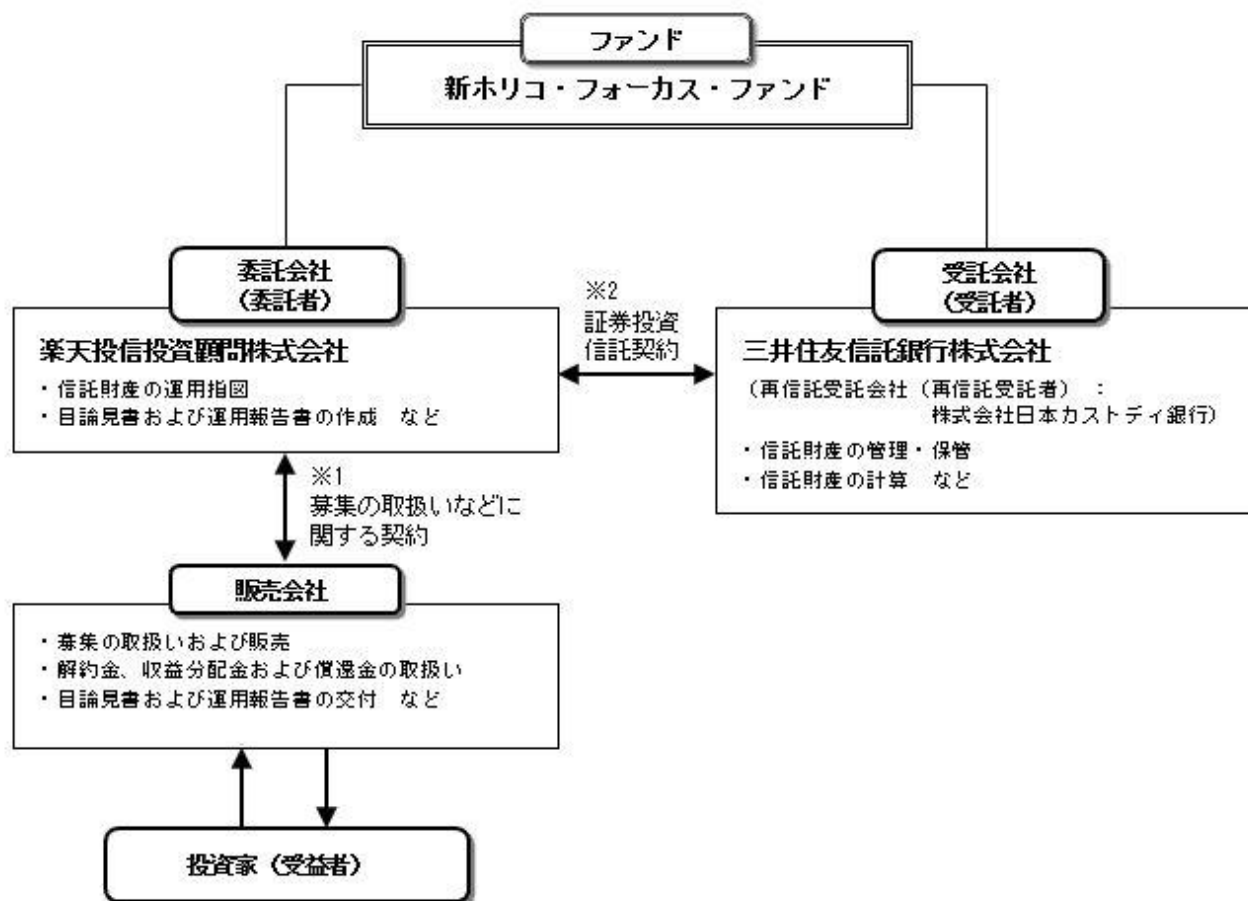 ファンド
新ホリコ・フォーカス・ファンド
委託会社
（委託者）
楽天投信投資顧問株式会社
・信託財産の運用指図
・目論見書および運用報告書の作成　など
※2
証券投資
信託契約
受託会社
（受託者）
三井住友信託銀行株式会社
（再信託受託会社（再信託受託者）：
株式会社日本カストディ銀行）
・信託財産の管理・保管
・信託財産の計算　など
※1
募集の取扱いなどに
関する契約
販売会社
・募集の取扱いおよび販売
・解約金、収益分配金および償還金の取扱い
・目論見書および運用報告書の交付　など
投資家（受益者）